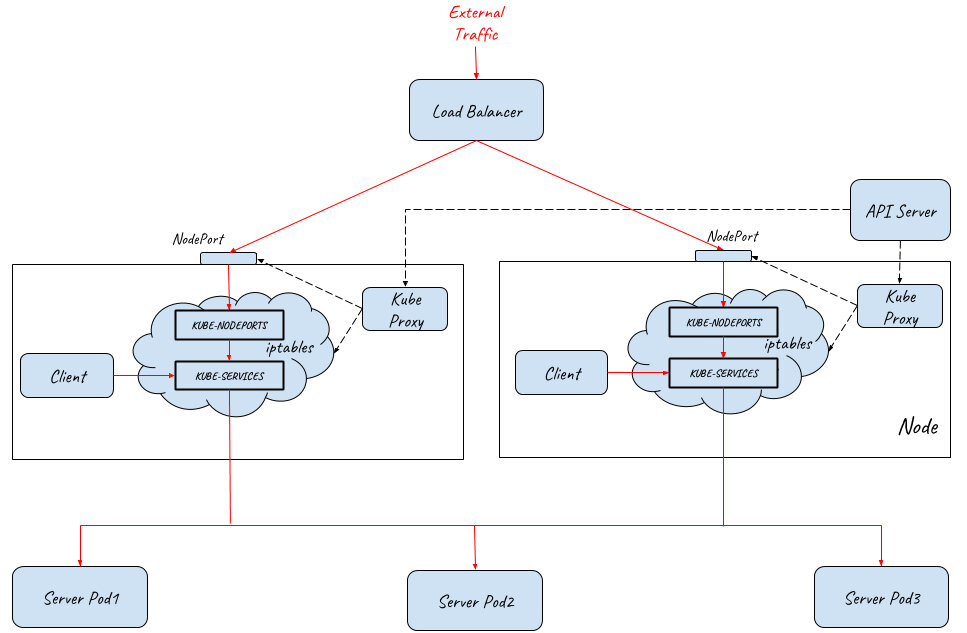 External
Traffic
Load Balancer
API Server
NodePort
NodePort
Kube
Proxy
Kube
Proxy
KUBE-NODEPORTS
KUBE-NODEPORTS
iptables
iptables
Client
KUBE-SERVICES
Client
KUBE-SERVICES
Node
Server Pod1
Server Pod2
Server Pod3